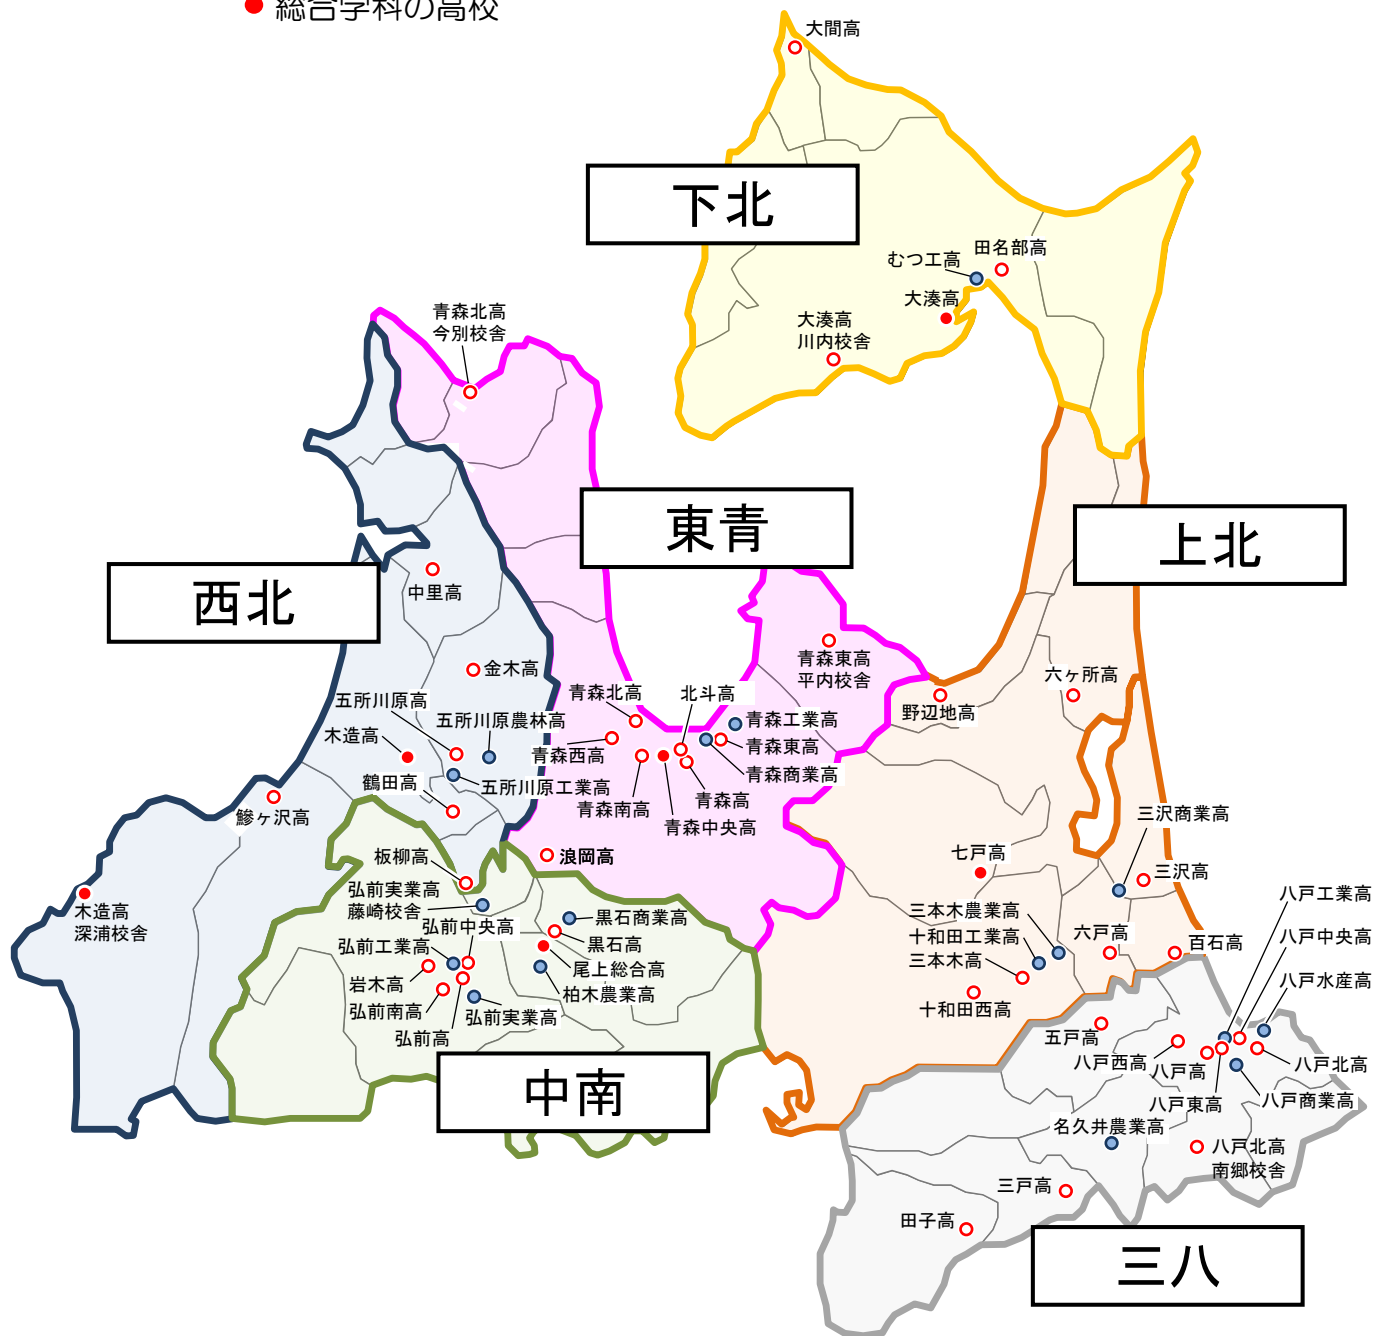 総合学科の高校
大間高
下北
むつ工高
田名部高
大湊高
大湊高
川内校舎
青森北高
今別校舎
東青
上北
西北
中里高
金木高
五所川原高
五所川原農林高
木造高
鶴田高
五所川原工業高
鰺ヶ沢高
木造高
深浦校舎
青森北高
北斗高
青森東高
平内校舎
青森工業高
青森西高
青森東高
青森商業高
青森南高
青森高
青森中央高
浪岡高
野辺地高
六ヶ所高
三沢商業高
七戸高
三沢高
三本木農業高
十和田工業高
三本木高
六戸高
百石高
十和田西高
板柳高
弘前実業高
藤崎校舎
弘前中央高
黒石商業高
弘前工業高
黒石高
尾上総合高
岩木高
柏木農業高
弘前南高
弘前実業高
弘前高
中南
八戸工業高
八戸中央高
八戸水産高
五戸高
八戸西高
八戸高
八戸北高
八戸東高
八戸商業高
名久井農業高
八戸北高
南郷校舎
三戸高
田子高
三八